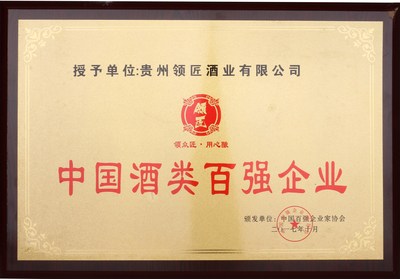 授予单位:贵州领匠酒业有限公司
领
匠
领众匠·用心雅
中国酒类百强企业
颁发单位：中国百强企业家协会
二〇一七年十月